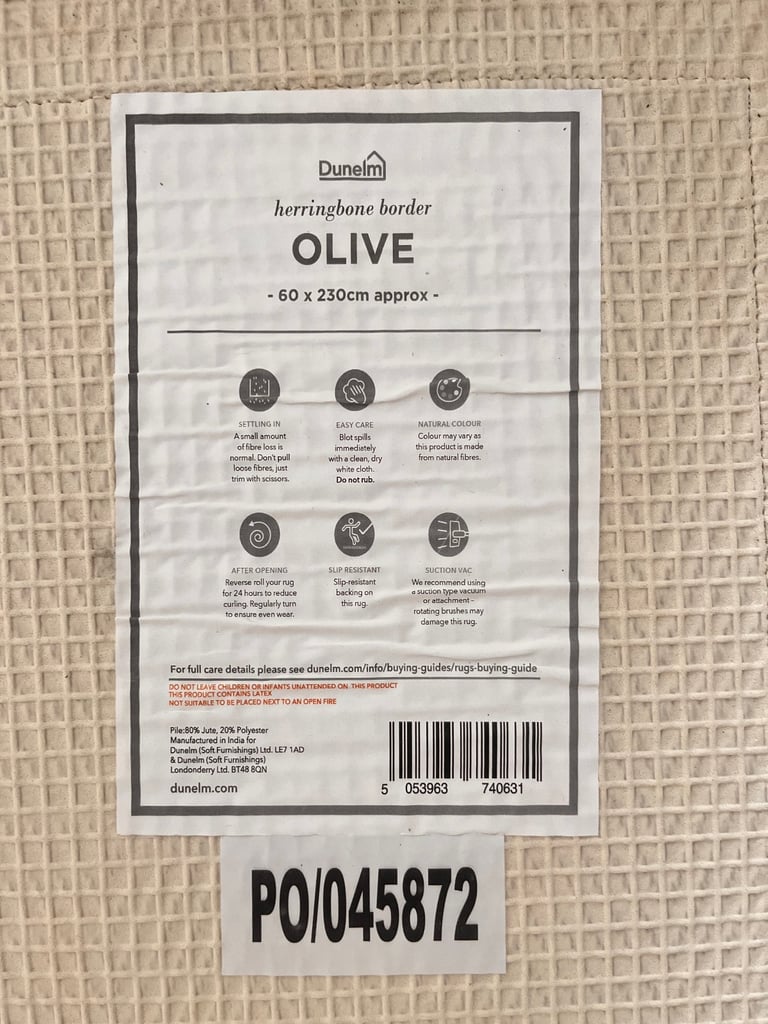 Dunelm
herringbone border
OLIVE
- 60 x 230cm approx -
SETTLING IN
A small amount
of fibre loss is
normal. Don't pull
loose fibres, just
trim with scissors.
EASY CARE
Blot spills
immediately
with a clean, dry
white cloth.
Do not rub.
NATURAL COLOUR
Colour may vary as
this product is made
from natural fibres.
AFTER OPENING
Reverse roll your rug
for 24 hours to reduce
curling. Regularly turn
to ensure even wear.
SLIP RESISTANT
Slip-resistant
backing on
this rug.
SUCTION VAC
We recommend using
a suction type vacuum
or attachment –
rotating brushes may
damage this rug.
For full care details please see dunelm.com/info/buying-guides/rugs-buying-guide
DO NOT LEAVE CHILDREN OR INFANTS UNATTENDED ON THIS PRODUCT
THIS PRODUCT CONTAINS LATEX
NOT SUITABLE TO BE PLACED NEXT TO AN OPEN FIRE
Pile:80% Jute, 20% Polyester
Manufactured in India for
Dunelm (Soft Furnishings) Ltd. LE7 1AD
& Dunelm (Soft Furnishings)
Londonderry Ltd. BT48 8QN
dunelm.com
5 053963 740631
PO/045872